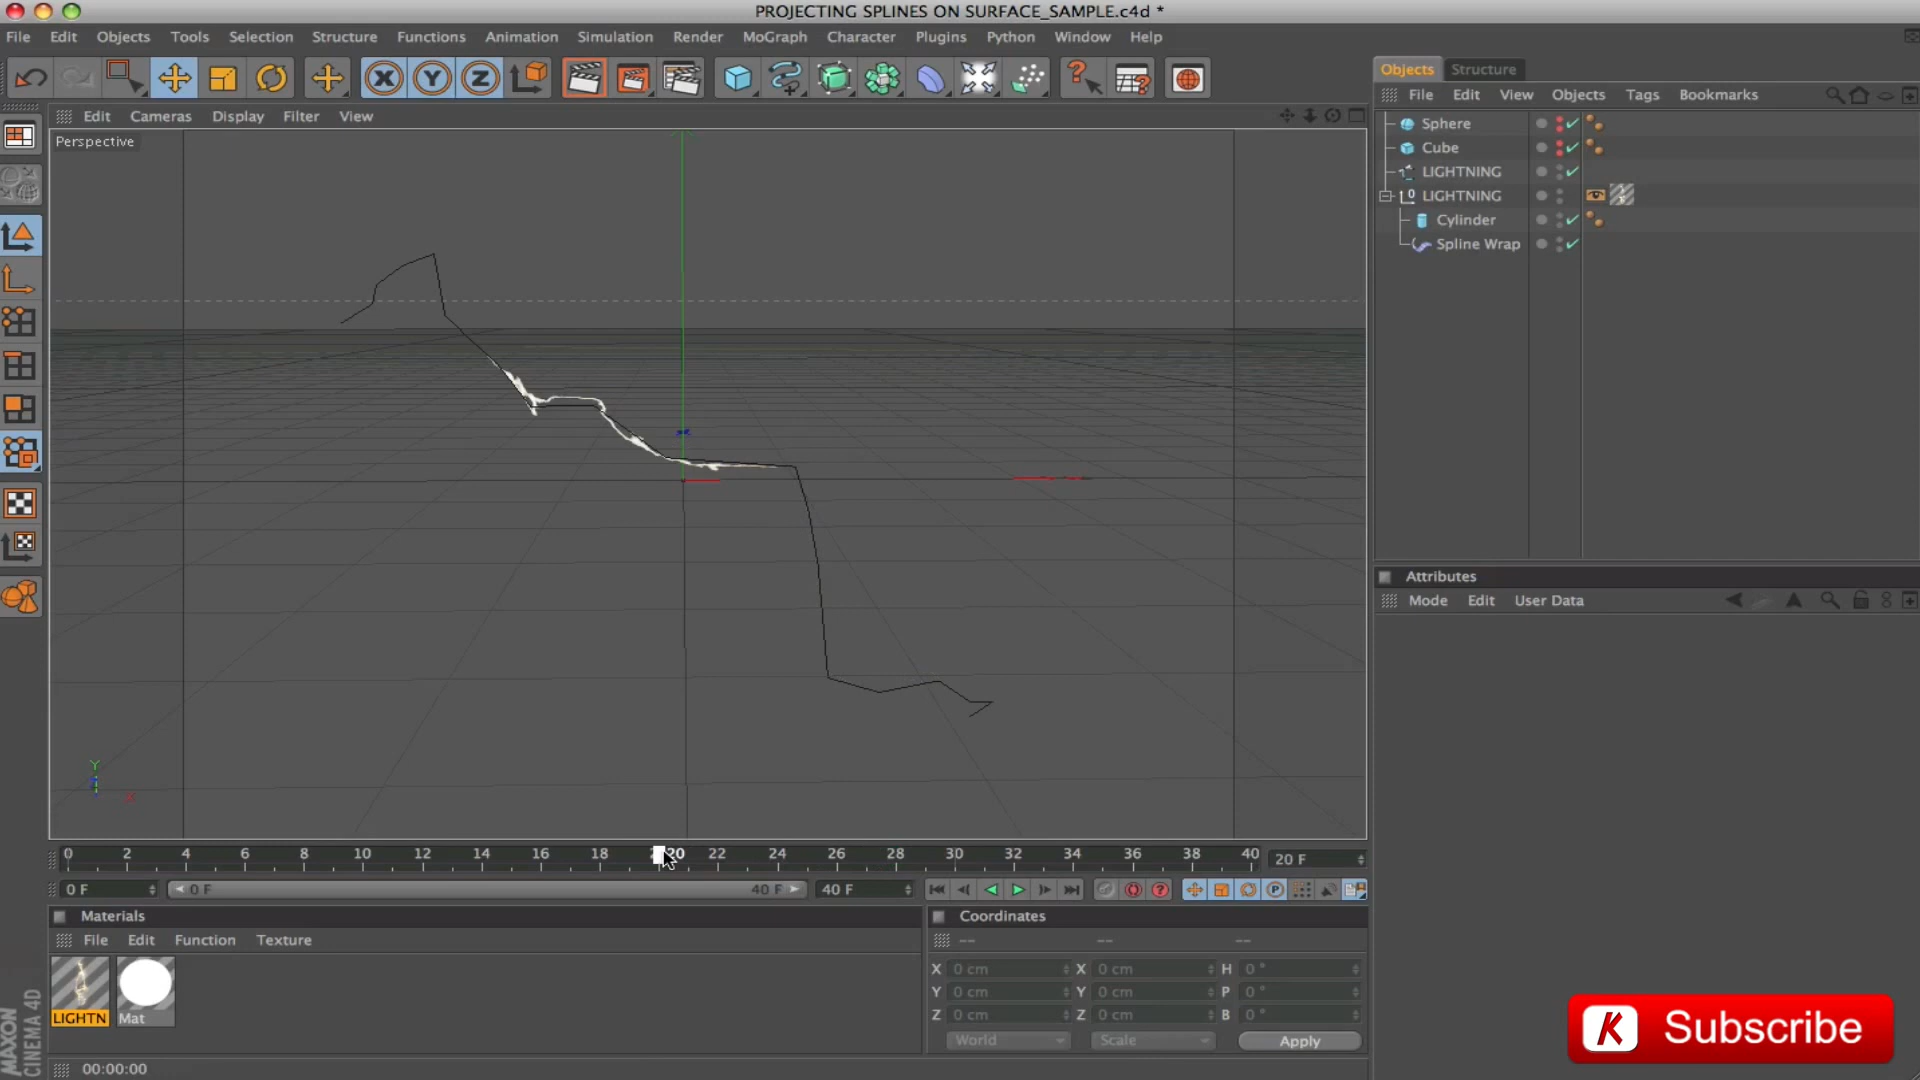 PROJECTING SPLINES ON SURFACE_SAMPLE.c4d *
File Edit Objects Tools Selection Structure Functions Animation Simulation Render MoGraph Character Plugins Python Window Help
X Y Z
Objects Structure
File Edit View Objects Tags Bookmarks
Edit Cameras Display Filter View
Perspective
Sphere
Cube
LIGHTNING
LIGHTNING
Cylinder
Spline Wrap
Attributes
Mode Edit User Data
Y
X
0 2 4 6 8 10 12 14 16 18 20 22 24 26 28 30 32 34 36 38 40 20 F
0 F 0 F 40 F 40 F
Materials
File Edit Function Texture
LIGHTN Mat
Coordinates
-- -- --
X 0 cm X 0 cm H 0 °
Y 0 cm Y 0 cm P 0 °
Z 0 cm Z 0 cm B 0 °
World Scale Apply
MAXON
CINEMA 4D
00:00:00
K Subscribe